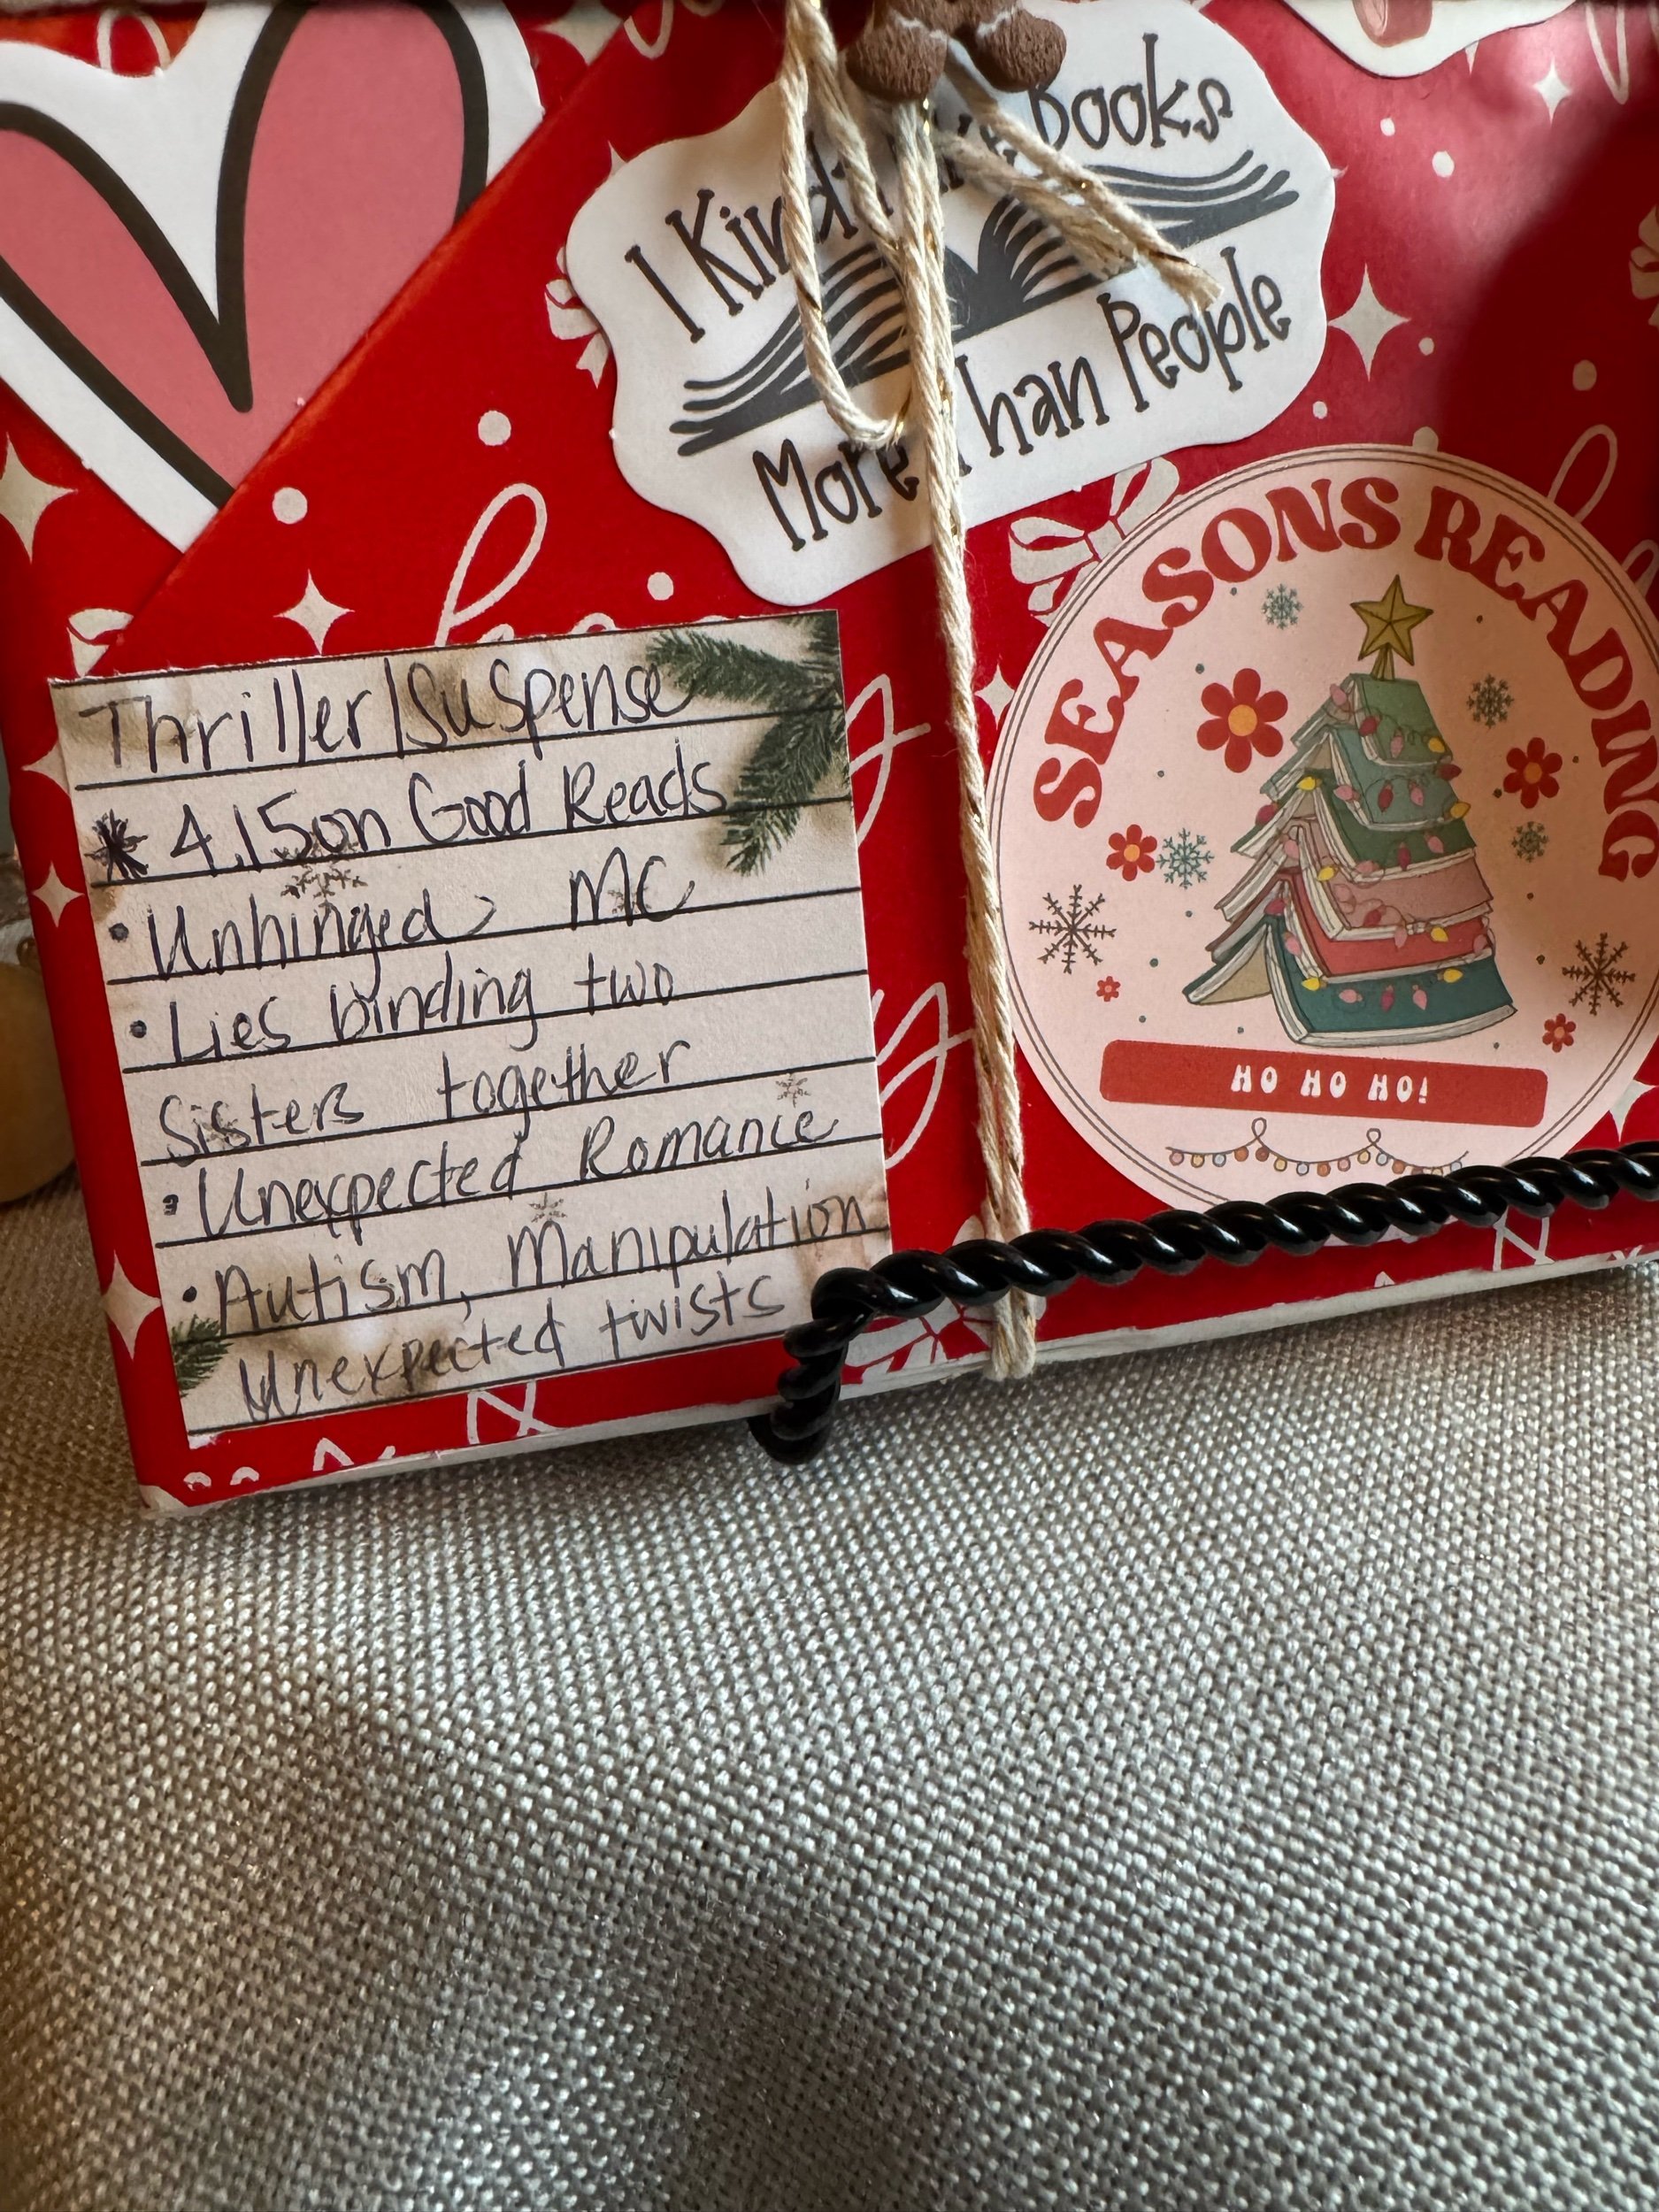 I Kinda Books
More Than People
SEASONS READING
HO HO HO!
Thriller/Suspense
* 4.15 on Good Reads
• Unhinged MC
• Lies binding two
Sisters together
• Unexpected Romance
• Autism, Manipulation
Unexpected twists